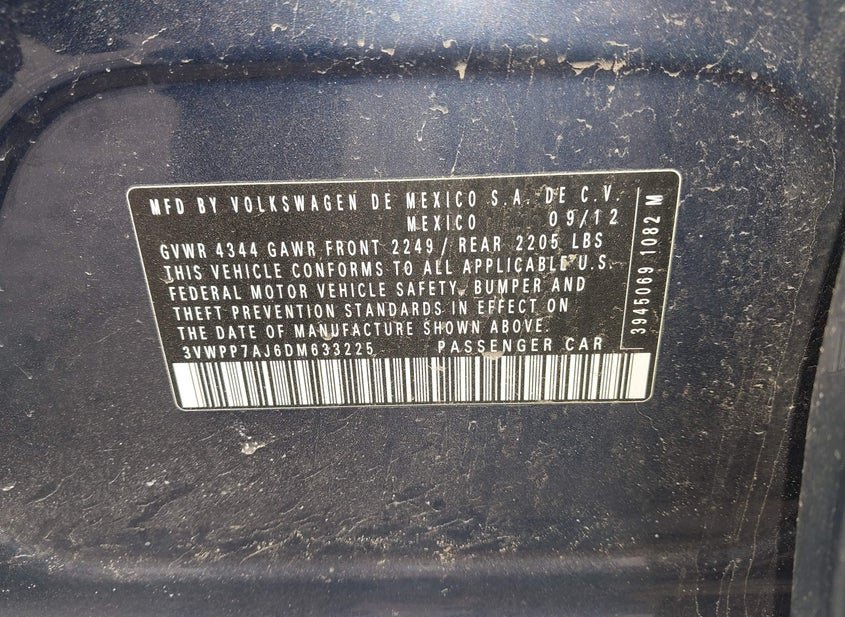 MFD BY VOLKSWAGEN DE MEXICO S.A. DE C.V.
MEXICO 09/12
GVWR 4344 GAWR FRONT 2249 / REAR 2205 LBS
THIS VEHICLE CONFORMS TO ALL APPLICABLE U.S.
FEDERAL MOTOR VEHICLE SAFETY, BUMPER AND
THEFT PREVENTION STANDARDS IN EFFECT ON
THE DATE OF MANUFACTURE SHOWN ABOVE.
3VWPP7AJ6DM633225 PASSENGER CAR
3945069 1082 M